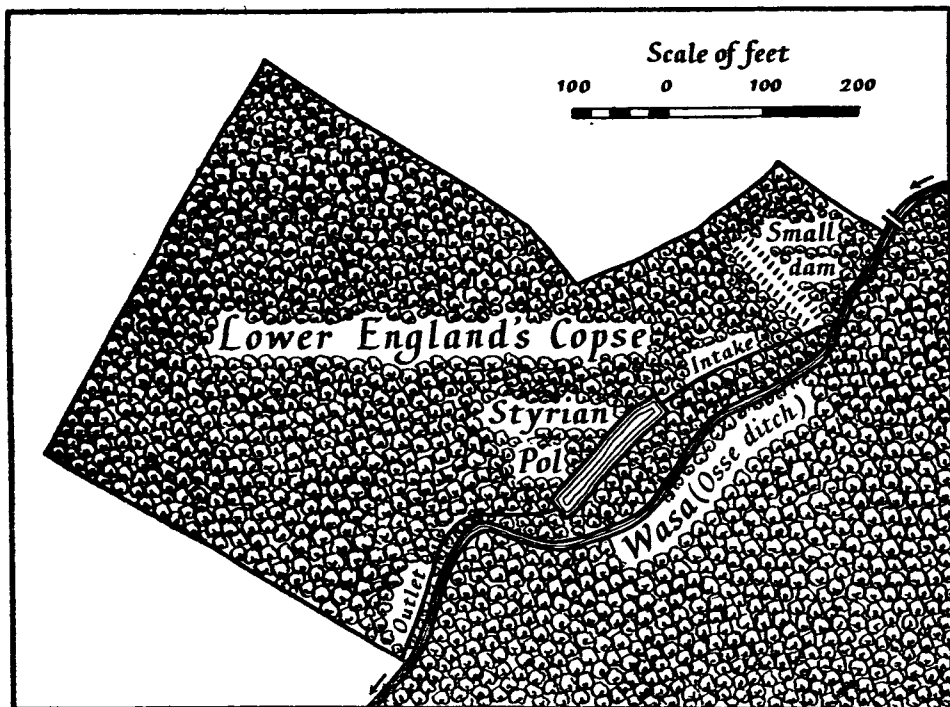 Scale of feet
100 0 100 200
Small
dam
Lower England's Copse
Intake
Styrian
Pol
Wasa (Osse ditch)
Outlet